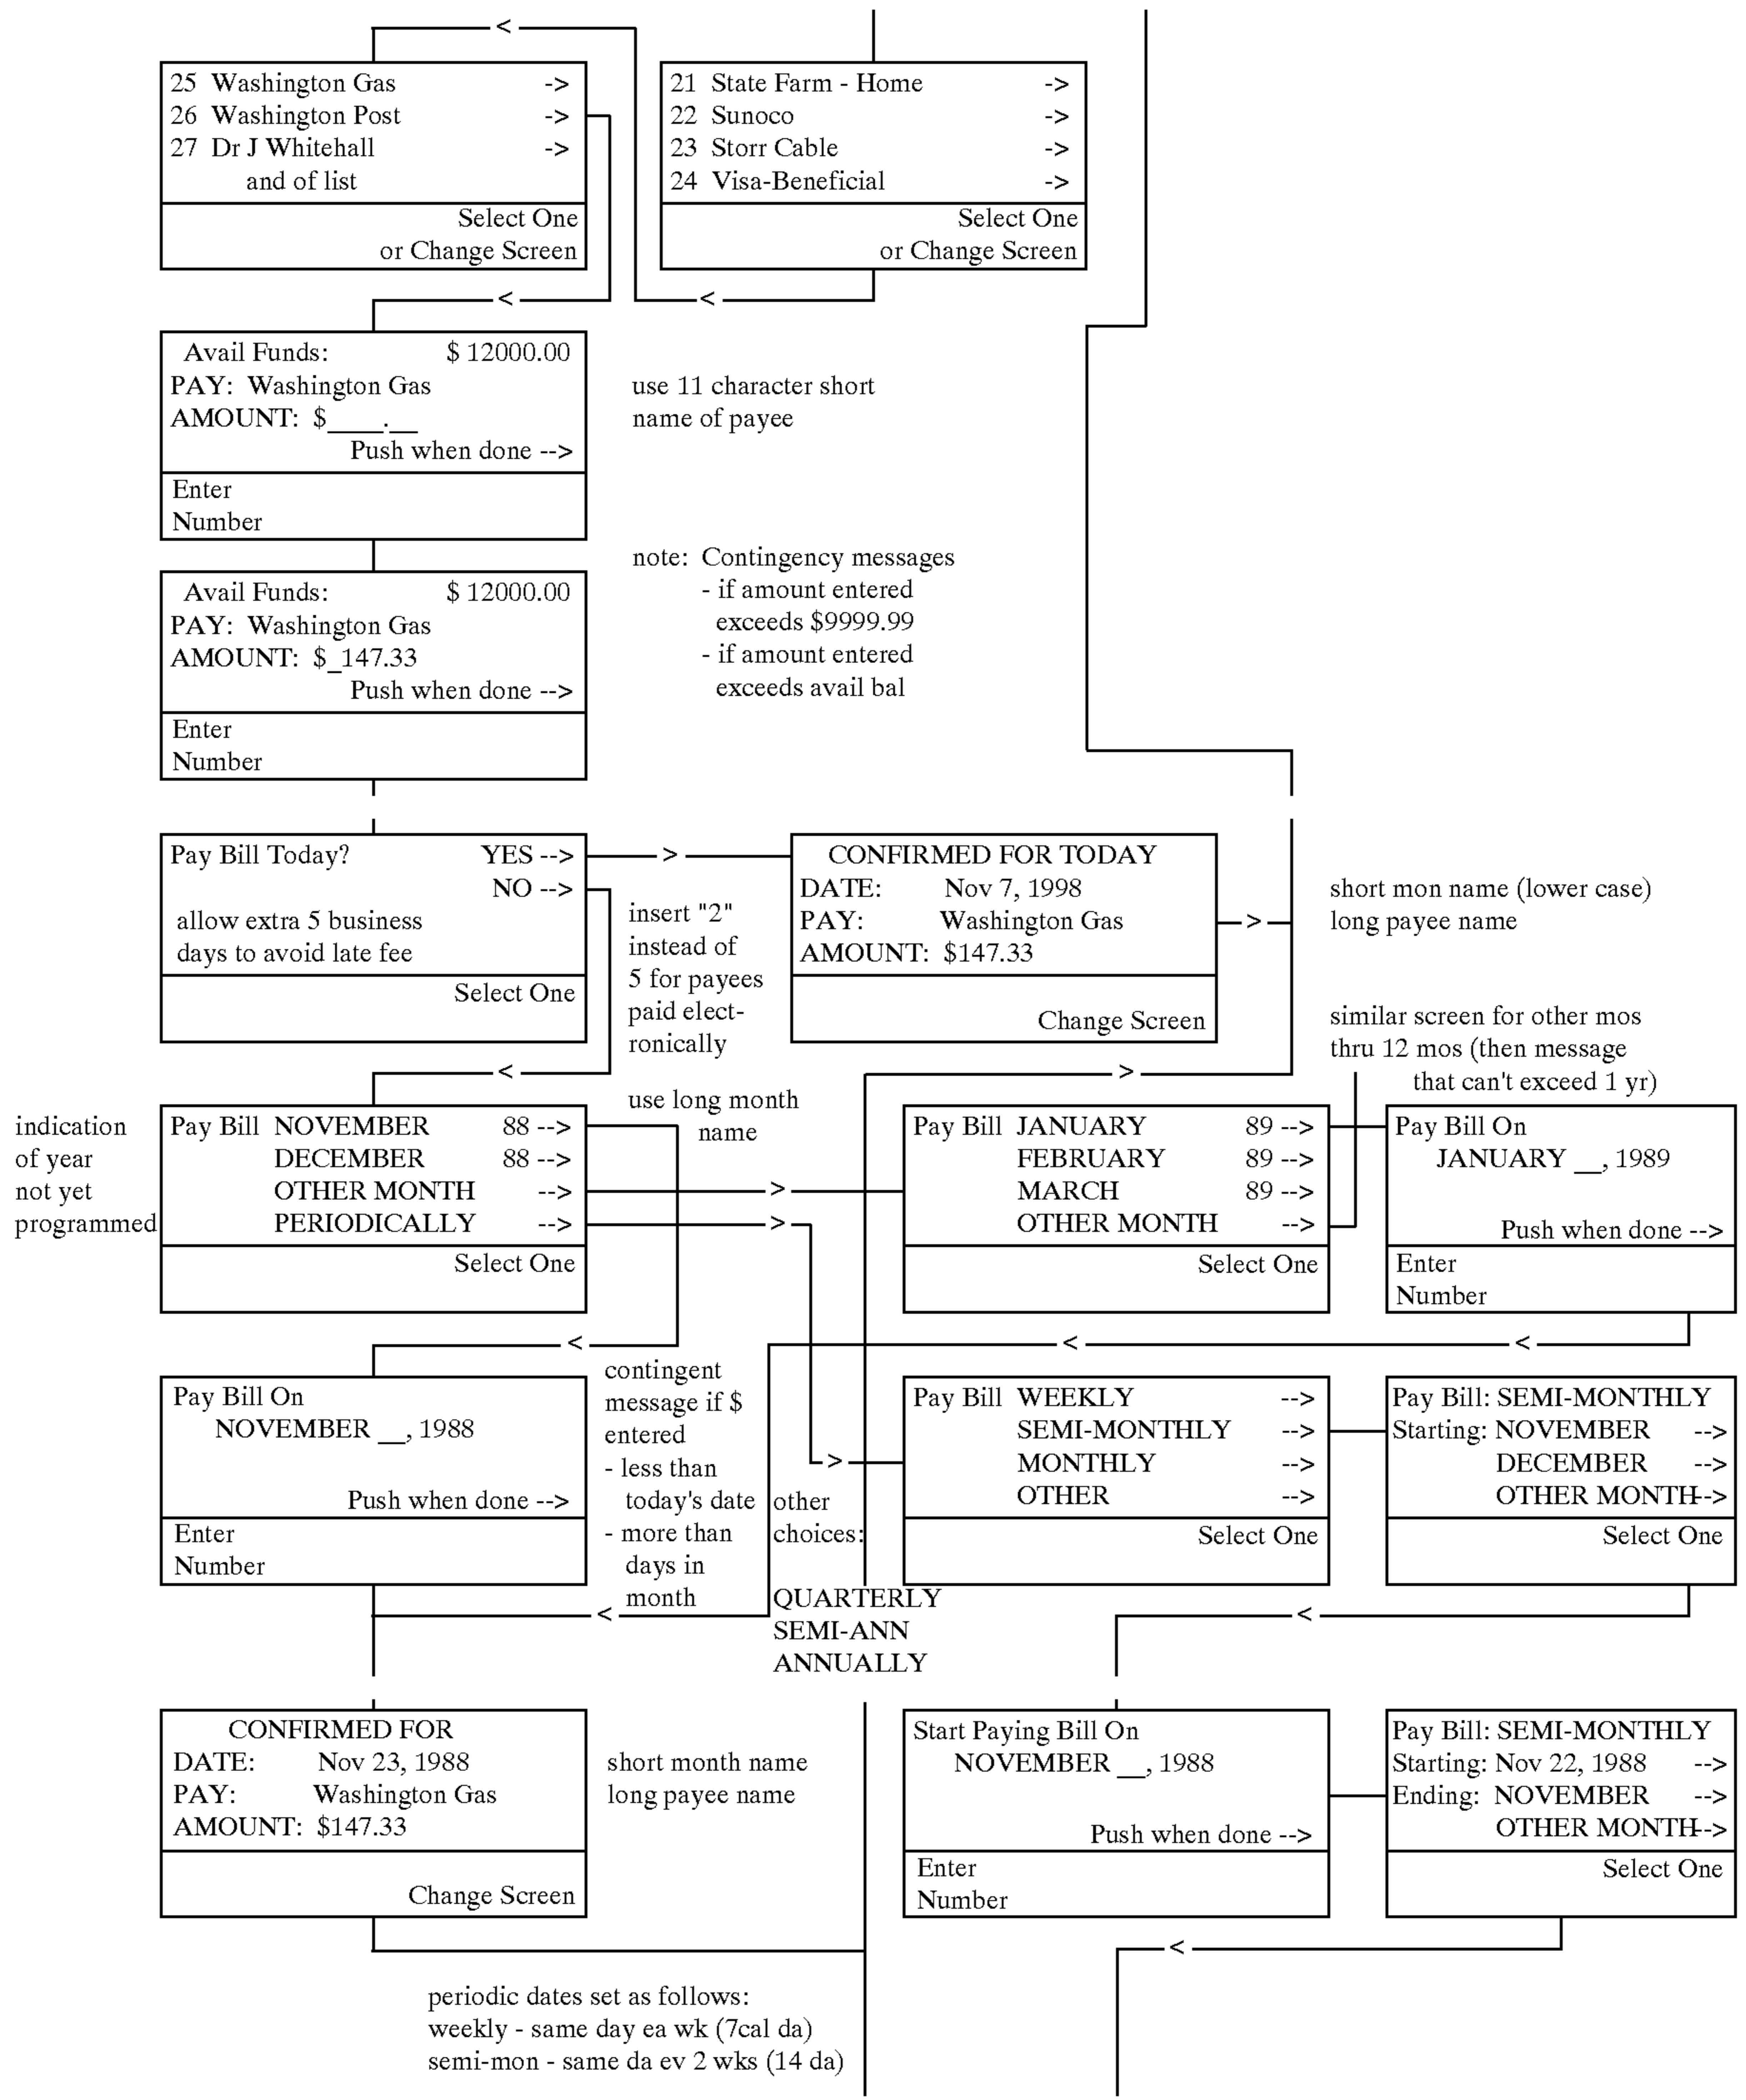 <
25 Washington Gas ->
26 Washington Post ->
27 Dr J Whitehall ->
and of list
Select One
or Change Screen
21 State Farm - Home ->
22 Sunoco ->
23 Storr Cable ->
24 Visa-Beneficial ->
Select One
or Change Screen
<
<
Avail Funds: $ 12000.00
PAY: Washington Gas
AMOUNT: $____.__
Push when done -->
Enter
Number
use 11 character short
name of payee
Avail Funds: $ 12000.00
PAY: Washington Gas
AMOUNT: $_147.33
Push when done -->
Enter
Number
note: Contingency messages
- if amount entered
exceeds $9999.99
- if amount entered
exceeds avail bal
Pay Bill Today? YES -->
NO -->
allow extra 5 business
days to avoid late fee
Select One
>
insert "2"
instead of
5 for payees
paid elect-
ronically
CONFIRMED FOR TODAY
DATE: Nov 7, 1998
PAY: Washington Gas
AMOUNT: $147.33
Change Screen
>
short mon name (lower case)
long payee name
similar screen for other mos
thru 12 mos (then message
that can't exceed 1 yr)
<
>
use long month
name
indication
of year
not yet
programmed
Pay Bill NOVEMBER 88 -->
DECEMBER 88 -->
OTHER MONTH -->
PERIODICALLY -->
Select One
>
>
Pay Bill JANUARY 89 -->
FEBRUARY 89 -->
MARCH 89 -->
OTHER MONTH -->
Select One
Pay Bill On
JANUARY __, 1989
Push when done -->
Enter
Number
<
<
<
Pay Bill On
NOVEMBER __, 1988
Push when done -->
Enter
Number
contingent
message if $
entered
- less than
today's date
- more than
days in
month
>
other
choices:
QUARTERLY
SEMI-ANN
ANNUALLY
Pay Bill WEEKLY -->
SEMI-MONTHLY -->
MONTHLY -->
OTHER -->
Select One
Pay Bill: SEMI-MONTHLY
Starting: NOVEMBER -->
DECEMBER -->
OTHER MONTH-->
Select One
<
<
CONFIRMED FOR
DATE: Nov 23, 1988
PAY: Washington Gas
AMOUNT: $147.33
Change Screen
short month name
long payee name
Start Paying Bill On
NOVEMBER __, 1988
Push when done -->
Enter
Number
Pay Bill: SEMI-MONTHLY
Starting: Nov 22, 1988 -->
Ending: NOVEMBER -->
OTHER MONTH-->
Select One
<
periodic dates set as follows:
weekly - same day ea wk (7cal da)
semi-mon - same da ev 2 wks (14 da)